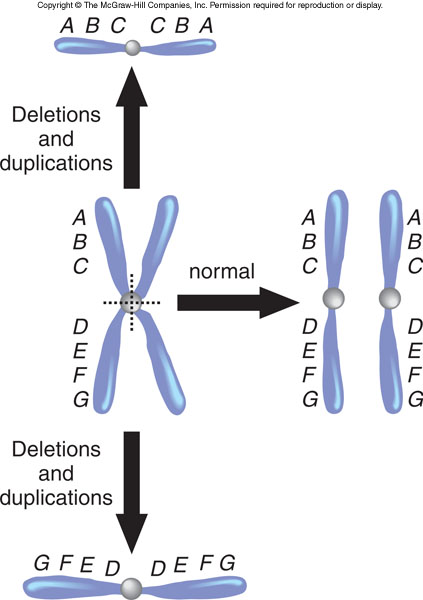 Copyright © The McGraw-Hill Companies, Inc. Permission required for reproduction or display.
A B C C B A
Deletions
and
duplications
A
B
C
D
E
F
G
normal
A
B
C
D
E
F
G
A
B
C
D
E
F
G
Deletions
and
duplications
G F E D D E F G